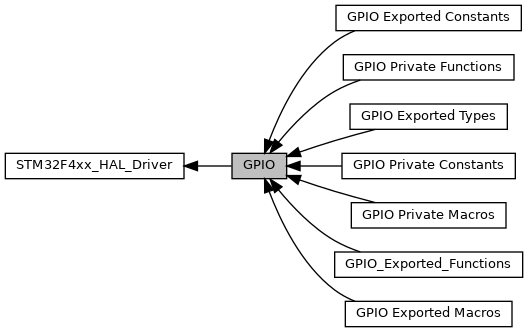 GPIO Exported Constants
GPIO Private Functions
GPIO Exported Types
STM32F4xx_HAL_Driver
GPIO
GPIO Private Constants
GPIO Private Macros
GPIO_Exported_Functions
GPIO Exported Macros